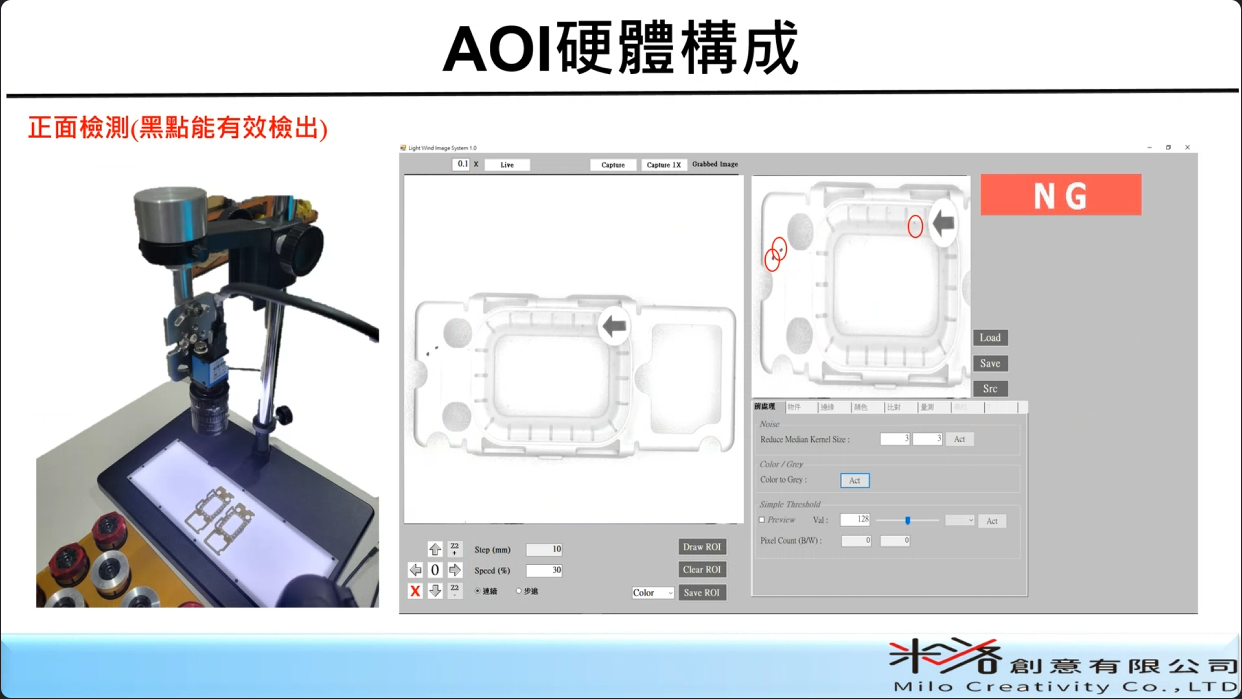 AOI硬體構成
正面檢測(黑點能有效檢出)
Light Wind Image System 1.0
0.1 X Live Capture Capture 1X Grabbed Image
NG
Load
Save
Src
前處理 物件 邊緣 顏色 比對 量測
Noise
Reduce Median Kernel Size : 3 3 Act
Color / Grey
Color to Grey : Act
Simple Threshold
Preview Val : 128 Act
Pixel Count (B/W) : 0 0
Z2 + Step (mm) 10 Draw ROI
0 Speed (%) 30 Clear ROI
X Z2 - 連續 步進 Color Save ROI
米洛創意有限公司
Milo Creativity Co.,LTD